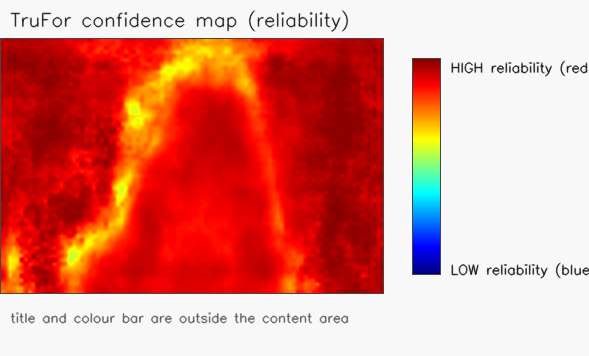 TruFor confidence map (reliability)
HIGH reliability (red
LOW reliability (blue
title and colour bar are outside the content area